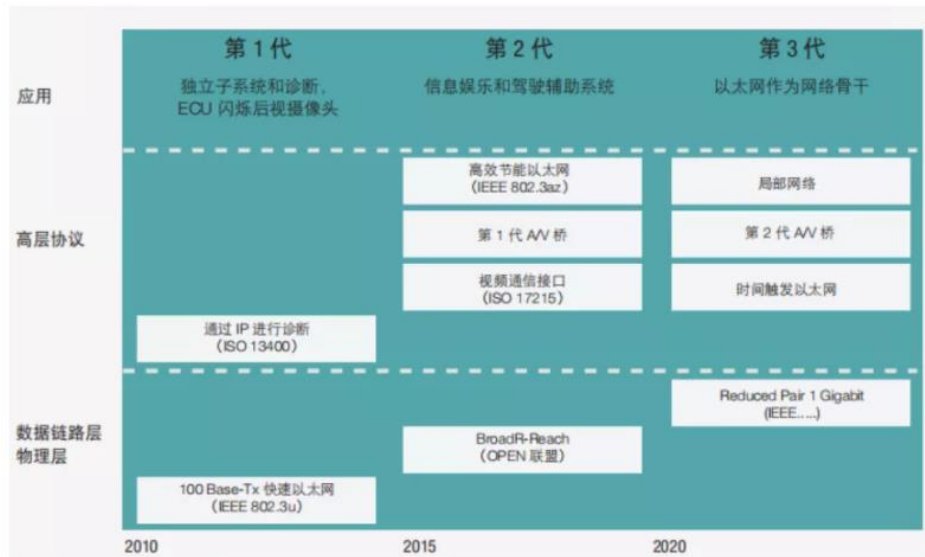 第 1 代
第 2 代
第 3 代
应用
独立子系统和诊断，
ECU 闪烁后视摄像头
信息娱乐和驾驶辅助系统
以太网作为网络骨干
高层协议
高效节能以太网
(IEEE 802.3az)
局部网络
第 1 代 A/V 桥
第 2 代 A/V 桥
视频通信接口
(ISO 17215)
时间触发以太网
通过 IP 进行诊断
(ISO 13400)
数据链路层
物理层
Reduced Pair 1 Gigabit
(IEEE.....)
BroadR-Reach
(OPEN 联盟)
100 Base-Tx 快速以太网
(IEEE 802.3u)
2010
2015
2020